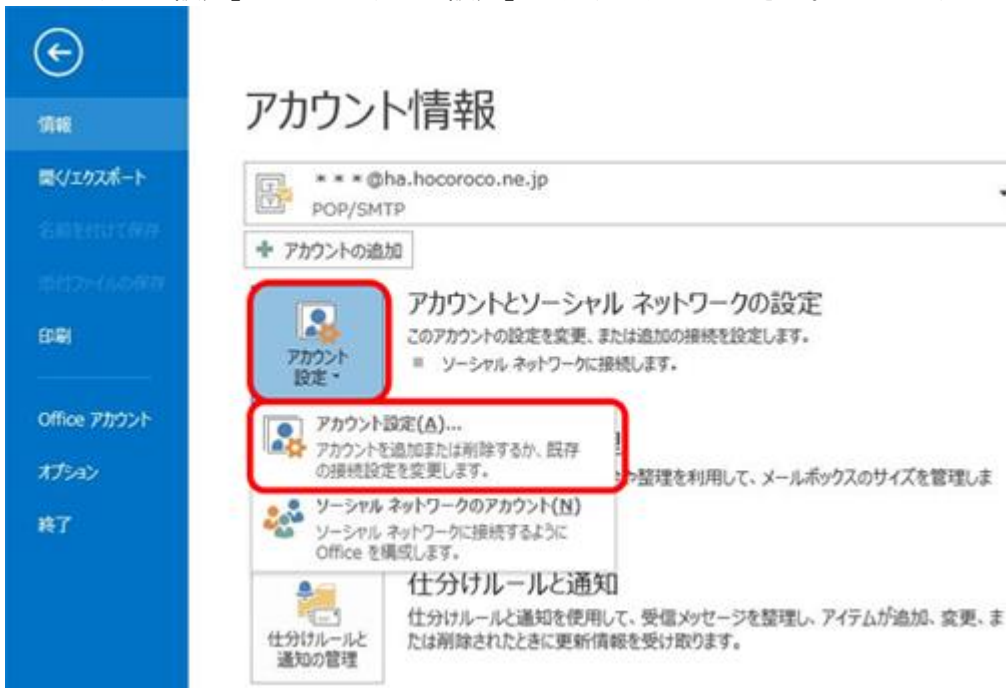 情報
開く/エクスポート
名前を付けて保存
添付ファイルの保存
印刷
Office アカウント
オプション
終了
アカウント情報
***@ha.hocoroco.ne.jp
POP/SMTP
アカウントの追加
アカウント
設定
アカウントとソーシャル ネットワークの設定
このアカウントの設定を変更、または追加の接続を設定します。
ソーシャル ネットワークに接続します。
アカウント設定(A)...
アカウントを追加または削除するか、既存
の接続設定を変更します。
整理を利用して、メールボックスのサイズを管理しま
ソーシャル ネットワークのアカウント(N)
ソーシャル ネットワークに接続するように
Office を構成します。
仕分けルールと
通知の管理
仕分けルールと通知
仕分けルールと通知を使用して、受信メッセージを整理し、アイテムが追加、変更、ま
たは削除されたときに更新情報を受け取ります。